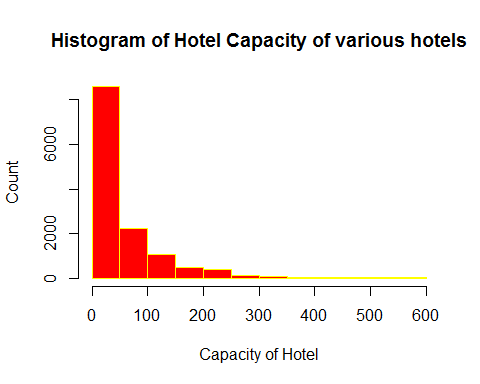 Histogram of Hotel Capacity of various hotels
Count
6000
2000
0
0 100 200 300 400 500 600
Capacity of Hotel